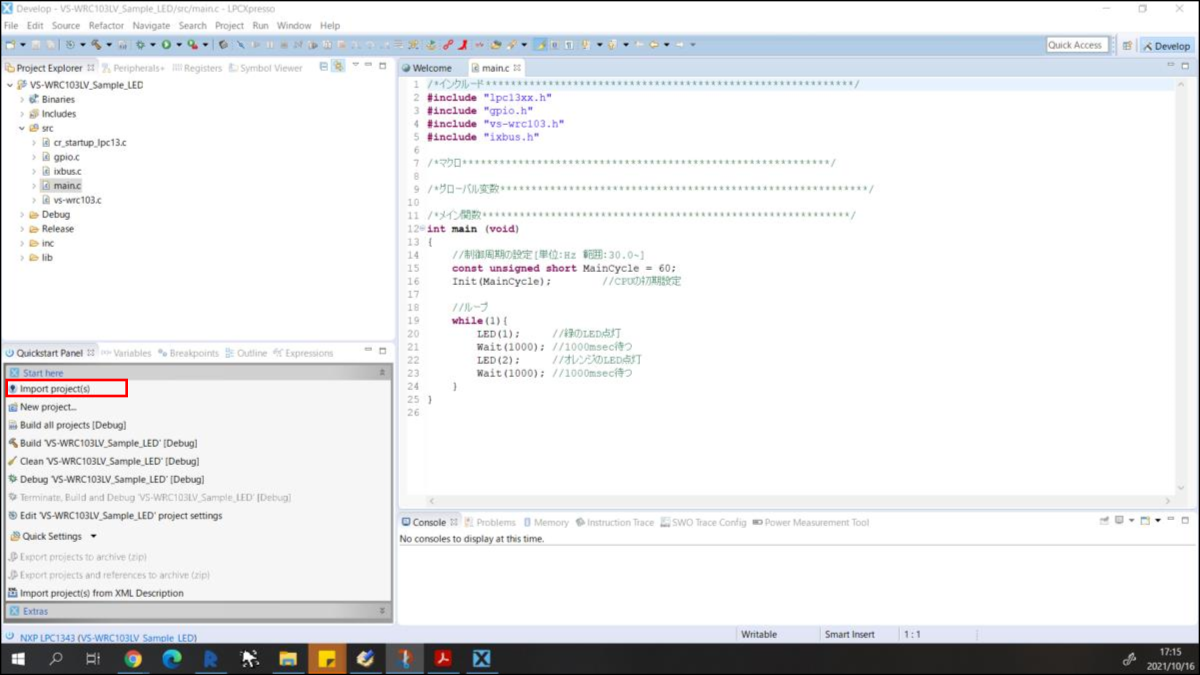 Develop - VS-WRC103LV_Sample_LED/src/main.c - LPCXpresso
File Edit Source Refactor Navigate Search Project Run Window Help
Quick Access
Develop
Project Explorer Peripherals+ Registers Symbol Viewer
VS-WRC103LV_Sample_LED
Binaries
Includes
src
cr_startup_lpc13.c
gpio.c
ixbus.c
main.c
vs-wrc103.c
Debug
Release
inc
lib
Welcome main.c
1 /*インクルード***********************************************************/
2 #include "lpc13xx.h"
3 #include "gpio.h"
4 #include "vs-wrc103.h"
5 #include "ixbus.h"
6
7 /*マクロ***********************************************************/
8
9 /*グローバル変数***********************************************************/
10
11 /*メイン関数***********************************************************/
12 int main (void)
13 {
14 //制御周期の設定[単位:Hz 範囲:30.0~]
15 const unsigned short MainCycle = 60;
16 Init(MainCycle); //CPUの初期設定
17
18 //ループ
19 while(1){
20 LED(1); //緑のLED点灯
21 Wait(1000); //1000msec待つ
22 LED(2); //オレンジのLED点灯
23 Wait(1000); //1000msec待つ
24 }
25 }
26
Quickstart Panel Variables Breakpoints Outline Expressions
Start here
Import project(s)
New project...
Build all projects [Debug]
Build 'VS-WRC103LV_Sample_LED' [Debug]
Clean 'VS-WRC103LV_Sample_LED' [Debug]
Debug 'VS-WRC103LV_Sample_LED' [Debug]
Terminate, Build and Debug 'VS-WRC103LV_Sample_LED' [Debug]
Edit 'VS-WRC103LV_Sample_LED' project settings
Quick Settings
Export projects to archive (zip)
Export projects and references to archive (zip)
Import project(s) from XML Description
Extras
Console Problems Memory Instruction Trace SWO Trace Config Power Measurement Tool
No consoles to display at this time.
NXP LPC1343 (VS-WRC103LV_Sample_LED)
Writable Smart Insert 1 : 1
17:15
2021/10/16